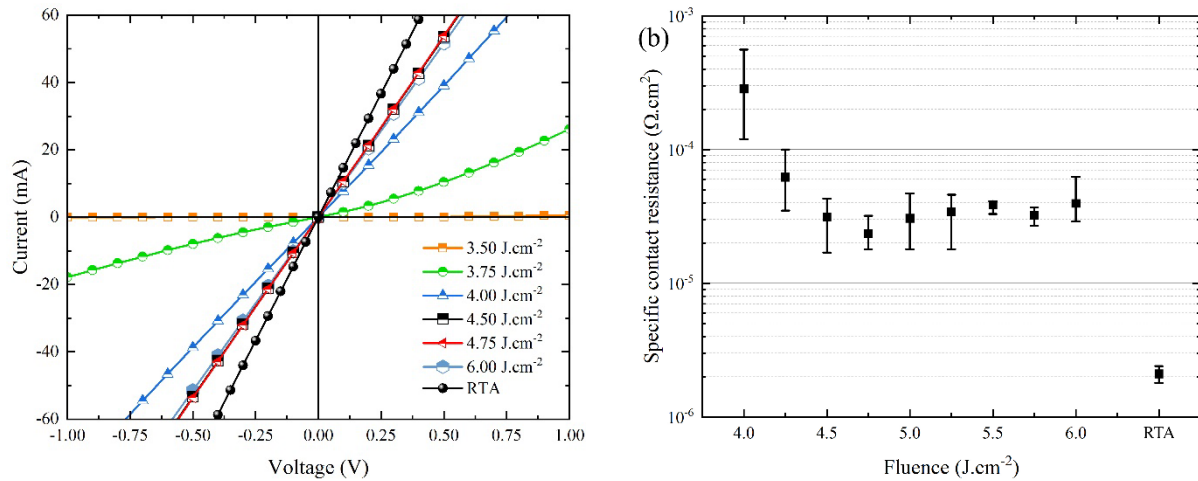 60
40
20
0
-20
-40
-60
Current (mA)
-1.00 -0.75 -0.50 -0.25 0.00 0.25 0.50 0.75 1.00
Voltage (V)
3.50 J.cm⁻²
3.75 J.cm⁻²
4.00 J.cm⁻²
4.50 J.cm⁻²
4.75 J.cm⁻²
6.00 J.cm⁻²
RTA
(b)
10⁻³
10⁻⁴
10⁻⁵
10⁻⁶
Specific contact resistance (Ω.cm²)
4.0 4.5 5.0 5.5 6.0 RTA
Fluence (J.cm⁻²)